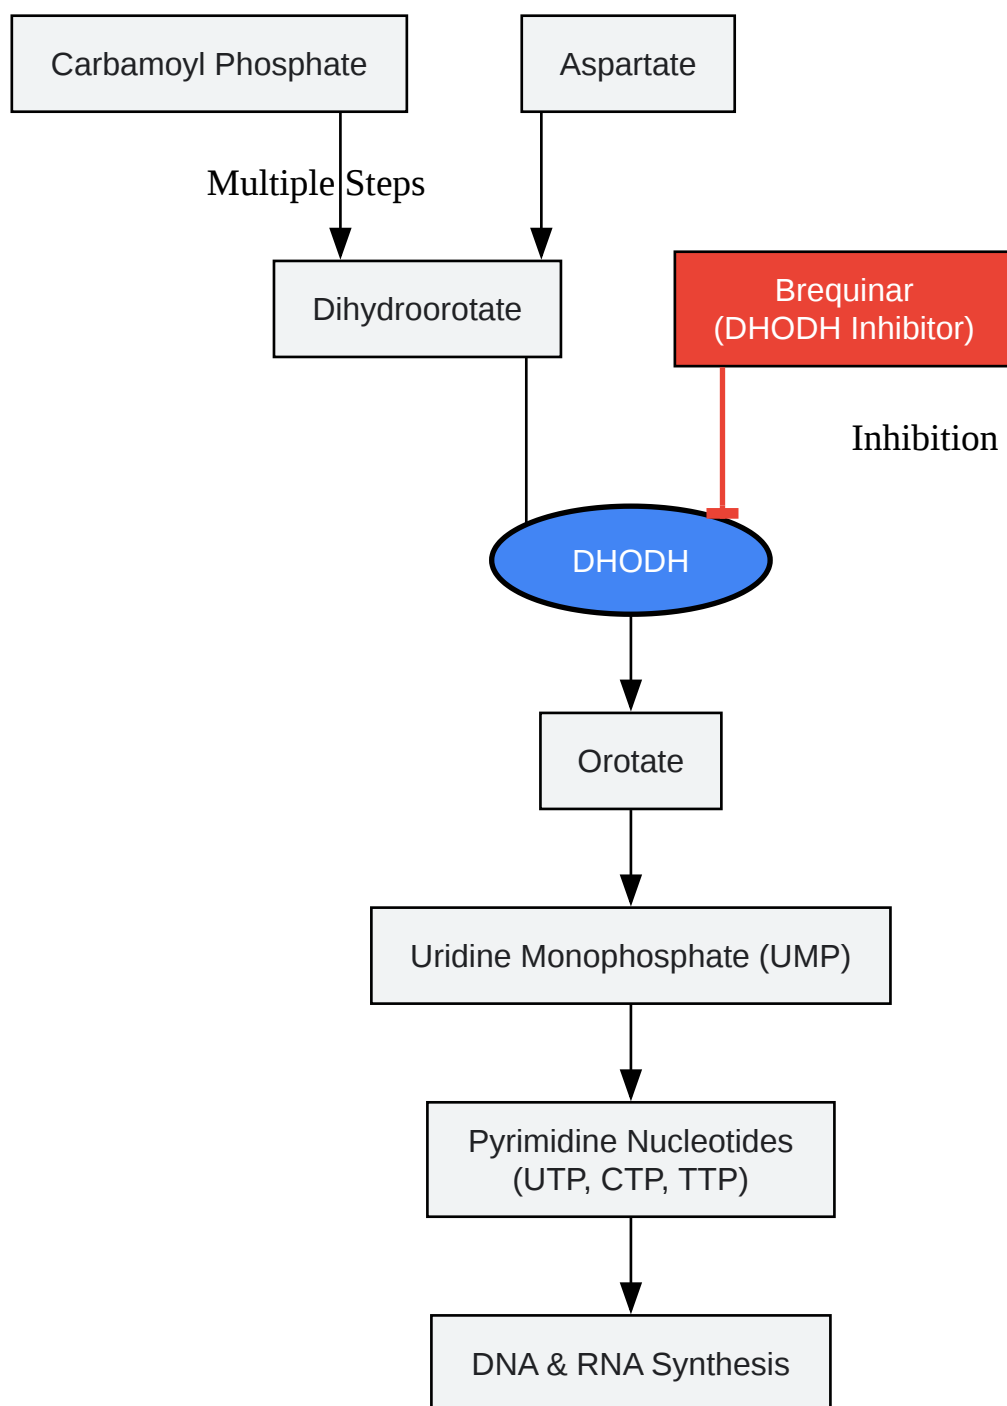 Carbamoyl Phosphate
Aspartate
Multiple Steps
Dihydroorotate
Brequinar
(DHODH Inhibitor)
Inhibition
DHODH
Orotate
Uridine Monophosphate (UMP)
Pyrimidine Nucleotides
(UTP, CTP, TTP)
DNA & RNA Synthesis